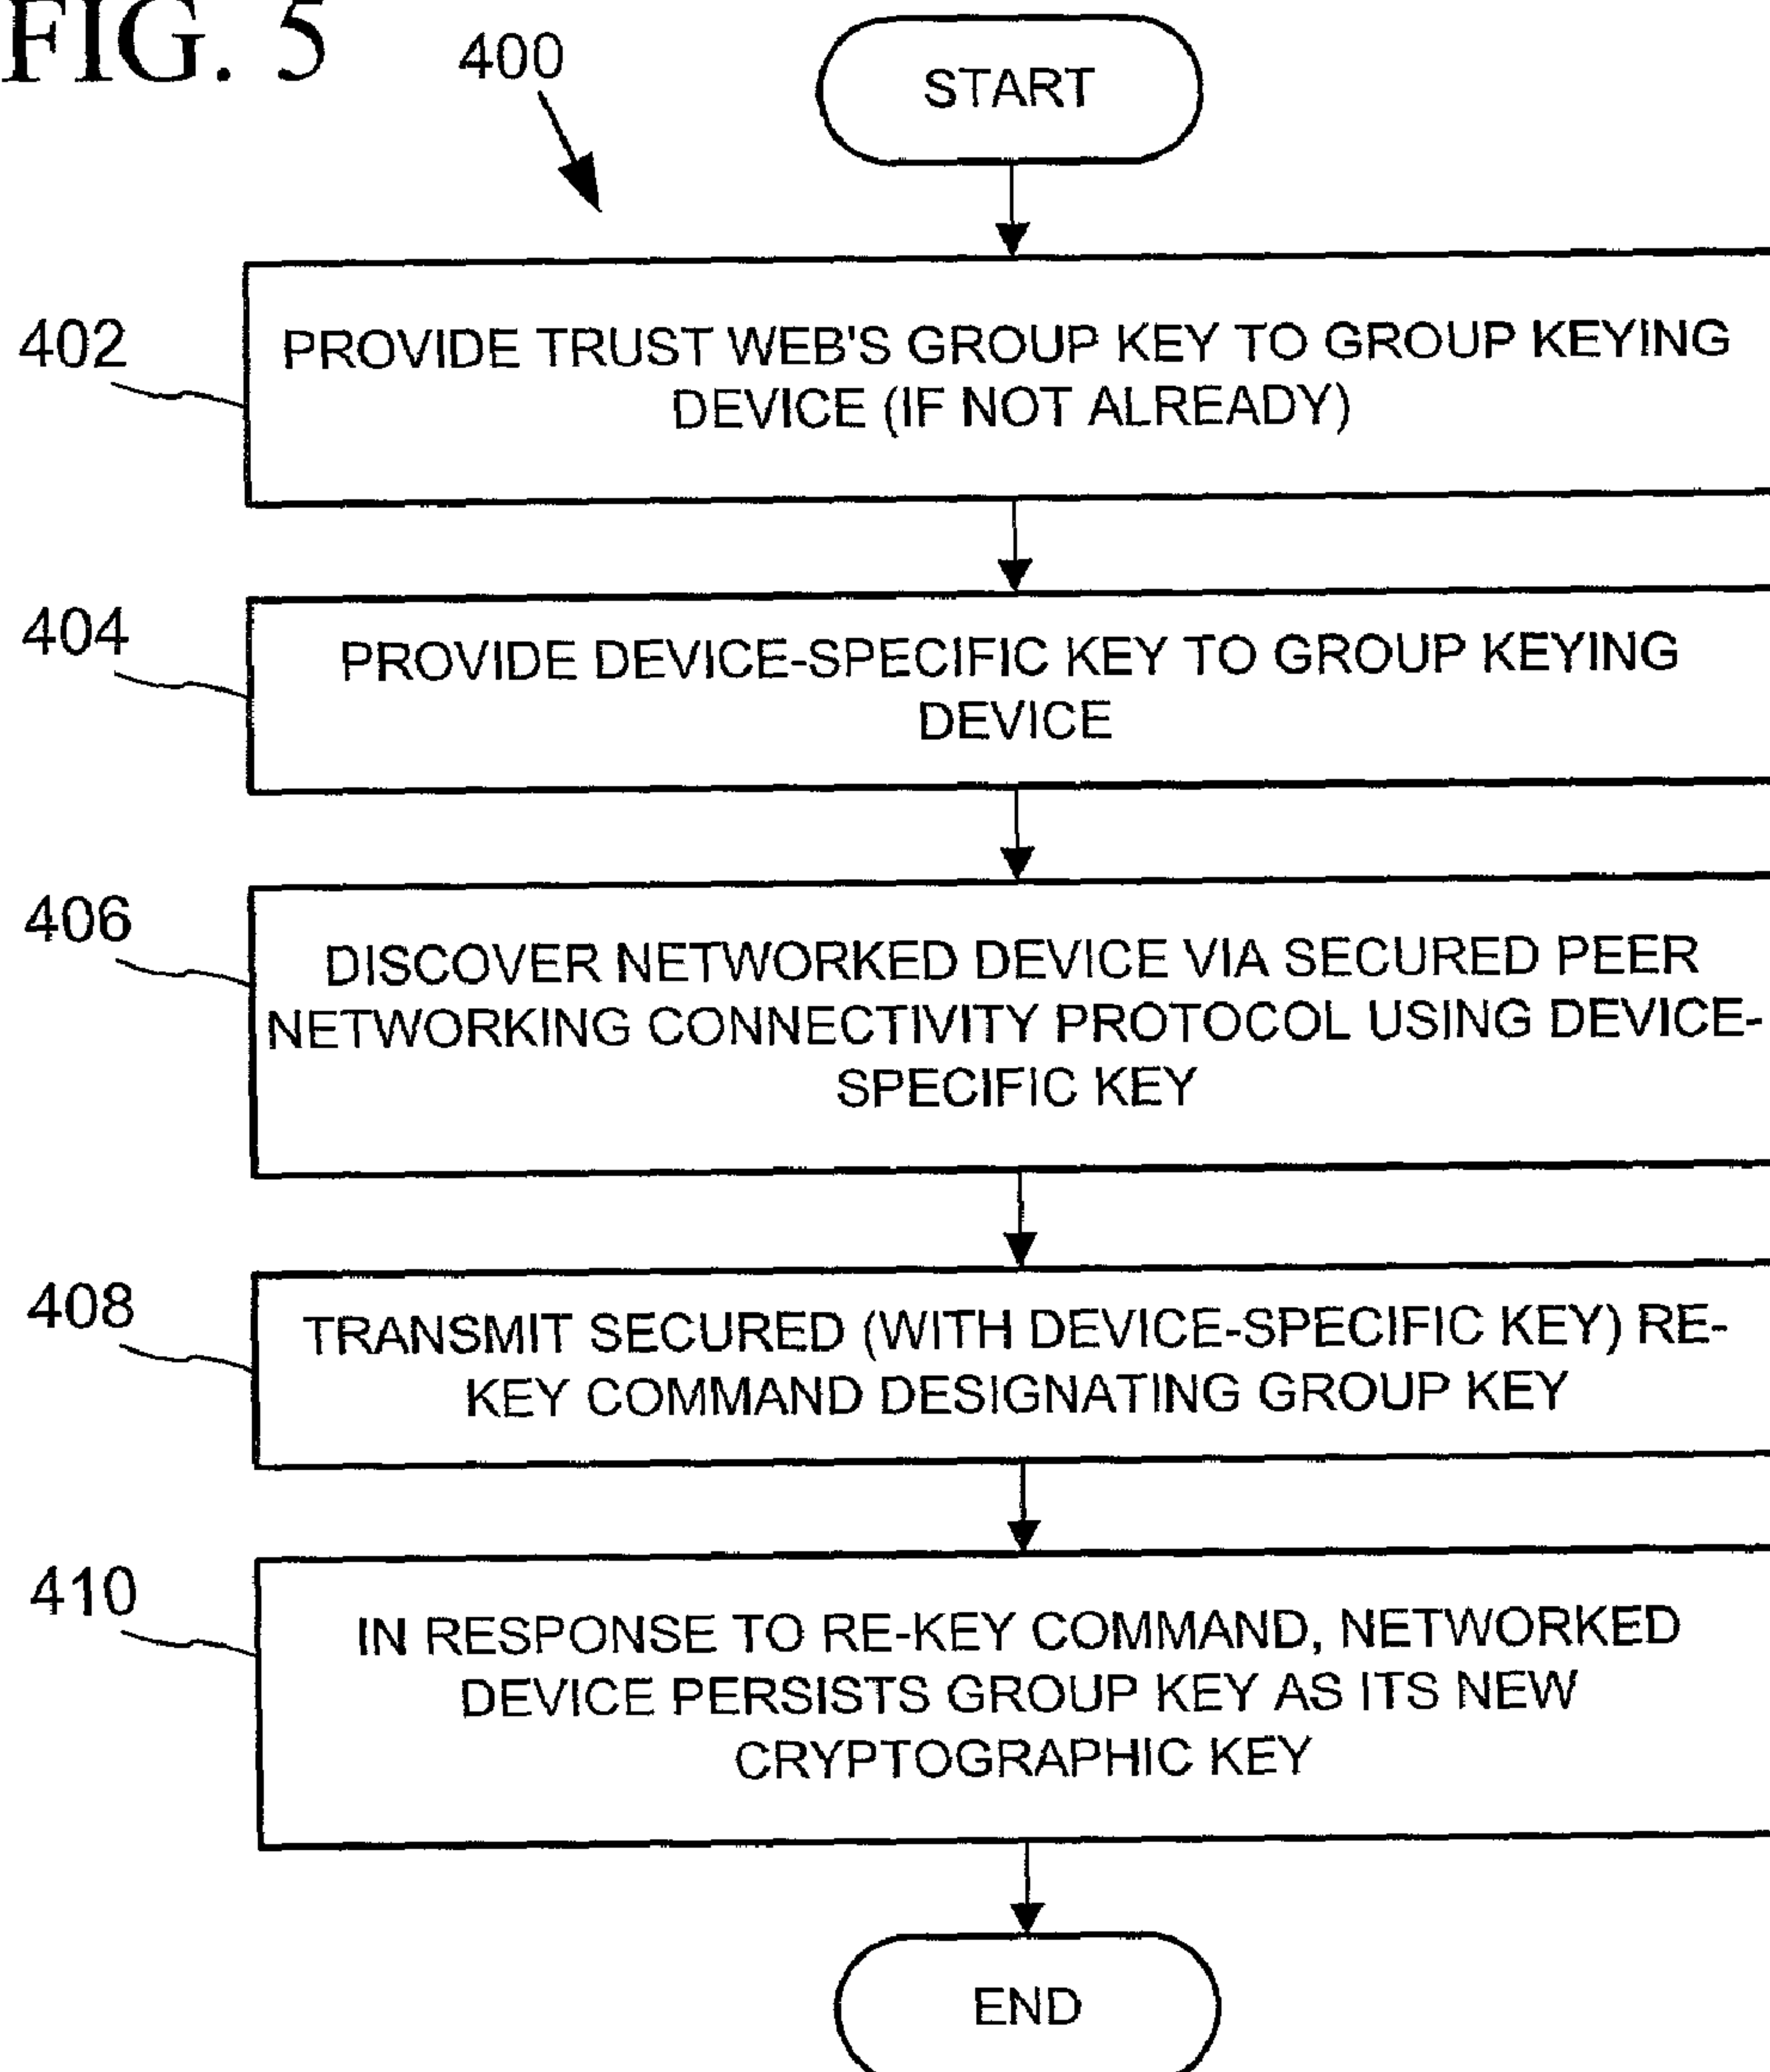 FIG. 5
400
START
402
PROVIDE TRUST WEB'S GROUP KEY TO GROUP KEYING
DEVICE (IF NOT ALREADY)
404
PROVIDE DEVICE-SPECIFIC KEY TO GROUP KEYING
DEVICE
406
DISCOVER NETWORKED DEVICE VIA SECURED PEER
NETWORKING CONNECTIVITY PROTOCOL USING DEVICE-
SPECIFIC KEY
408
TRANSMIT SECURED (WITH DEVICE-SPECIFIC KEY) RE-
KEY COMMAND DESIGNATING GROUP KEY
410
IN RESPONSE TO RE-KEY COMMAND, NETWORKED
DEVICE PERSISTS GROUP KEY AS ITS NEW
CRYPTOGRAPHIC KEY
END